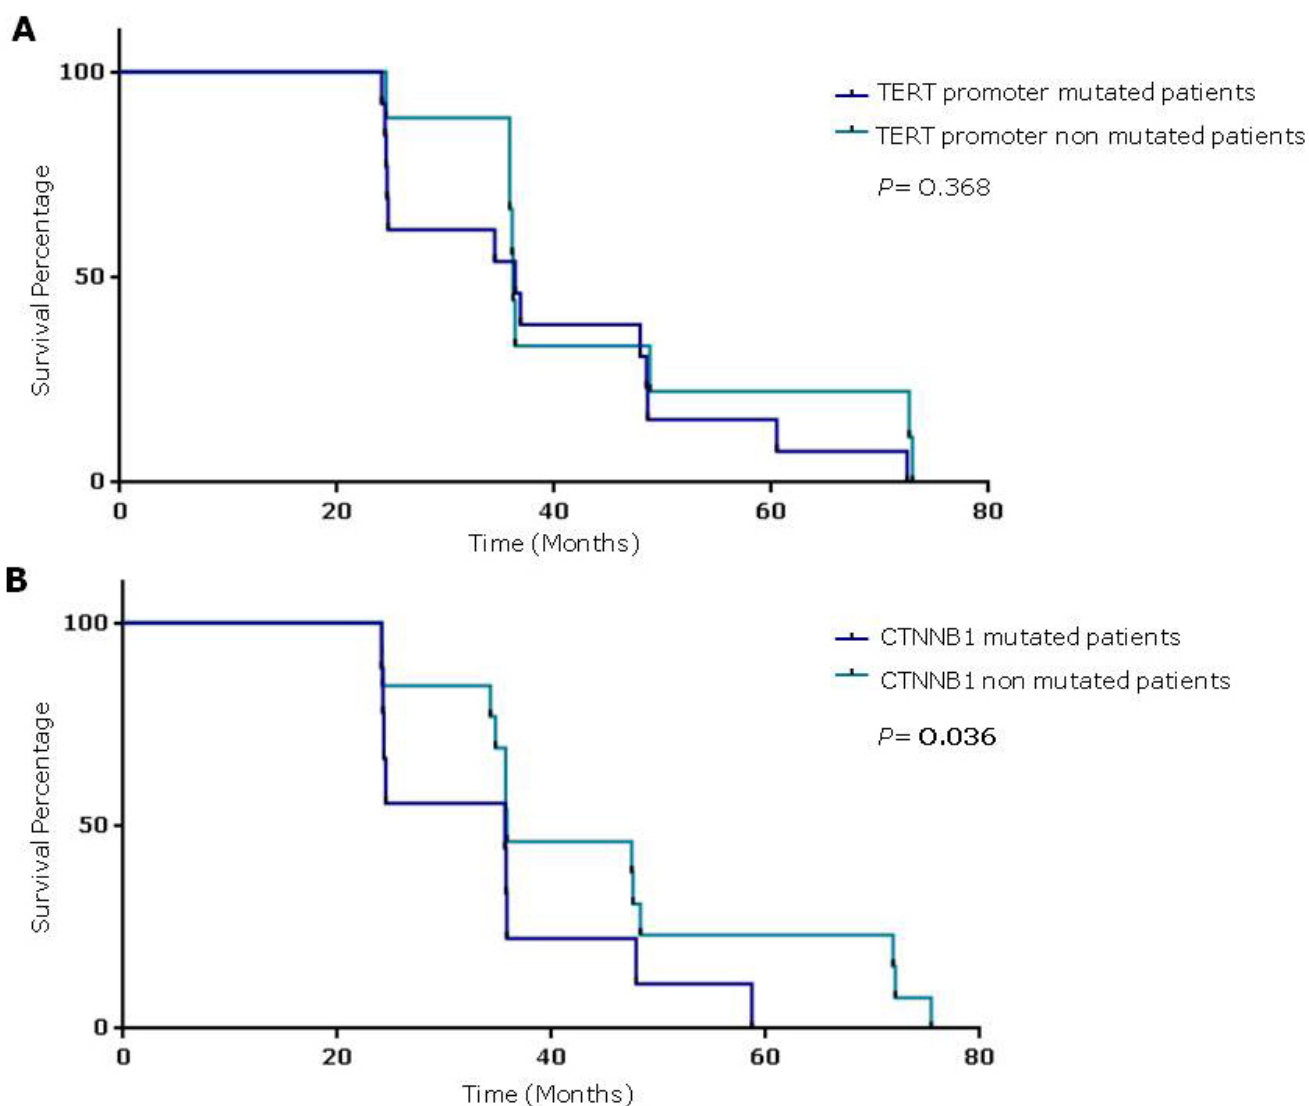 A
100
50
0
0 20 40 60 80
Survival Percentage
Time (Months)
TERT promoter mutated patients
TERT promoter non mutated patients
P= 0.368
B
100
50
0
0 20 40 60 80
Survival Percentage
Time (Months)
CTNNB1 mutated patients
CTNNB1 non mutated patients
P= 0.036